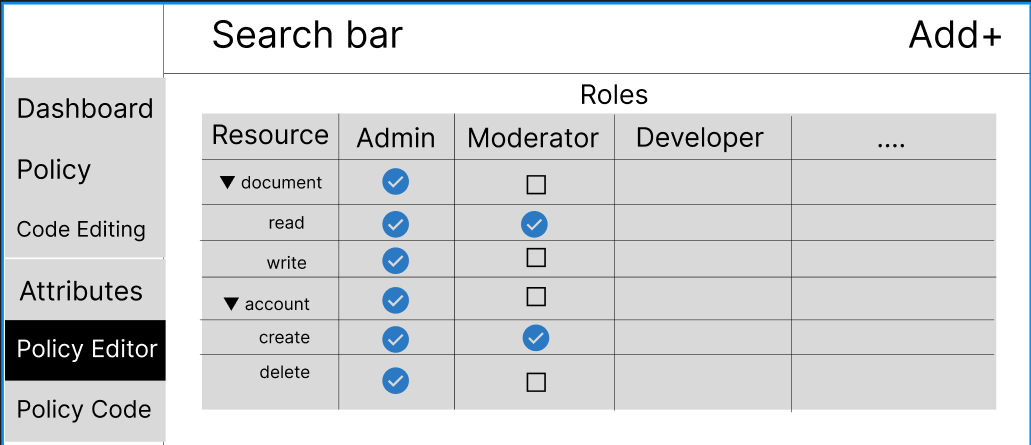 Search bar
Add+
Dashboard
Policy
Code Editing
Attributes
Policy Editor
Policy Code
Roles
Resource Admin Moderator Developer ....
▼ document
read
write
▼ account
create
delete